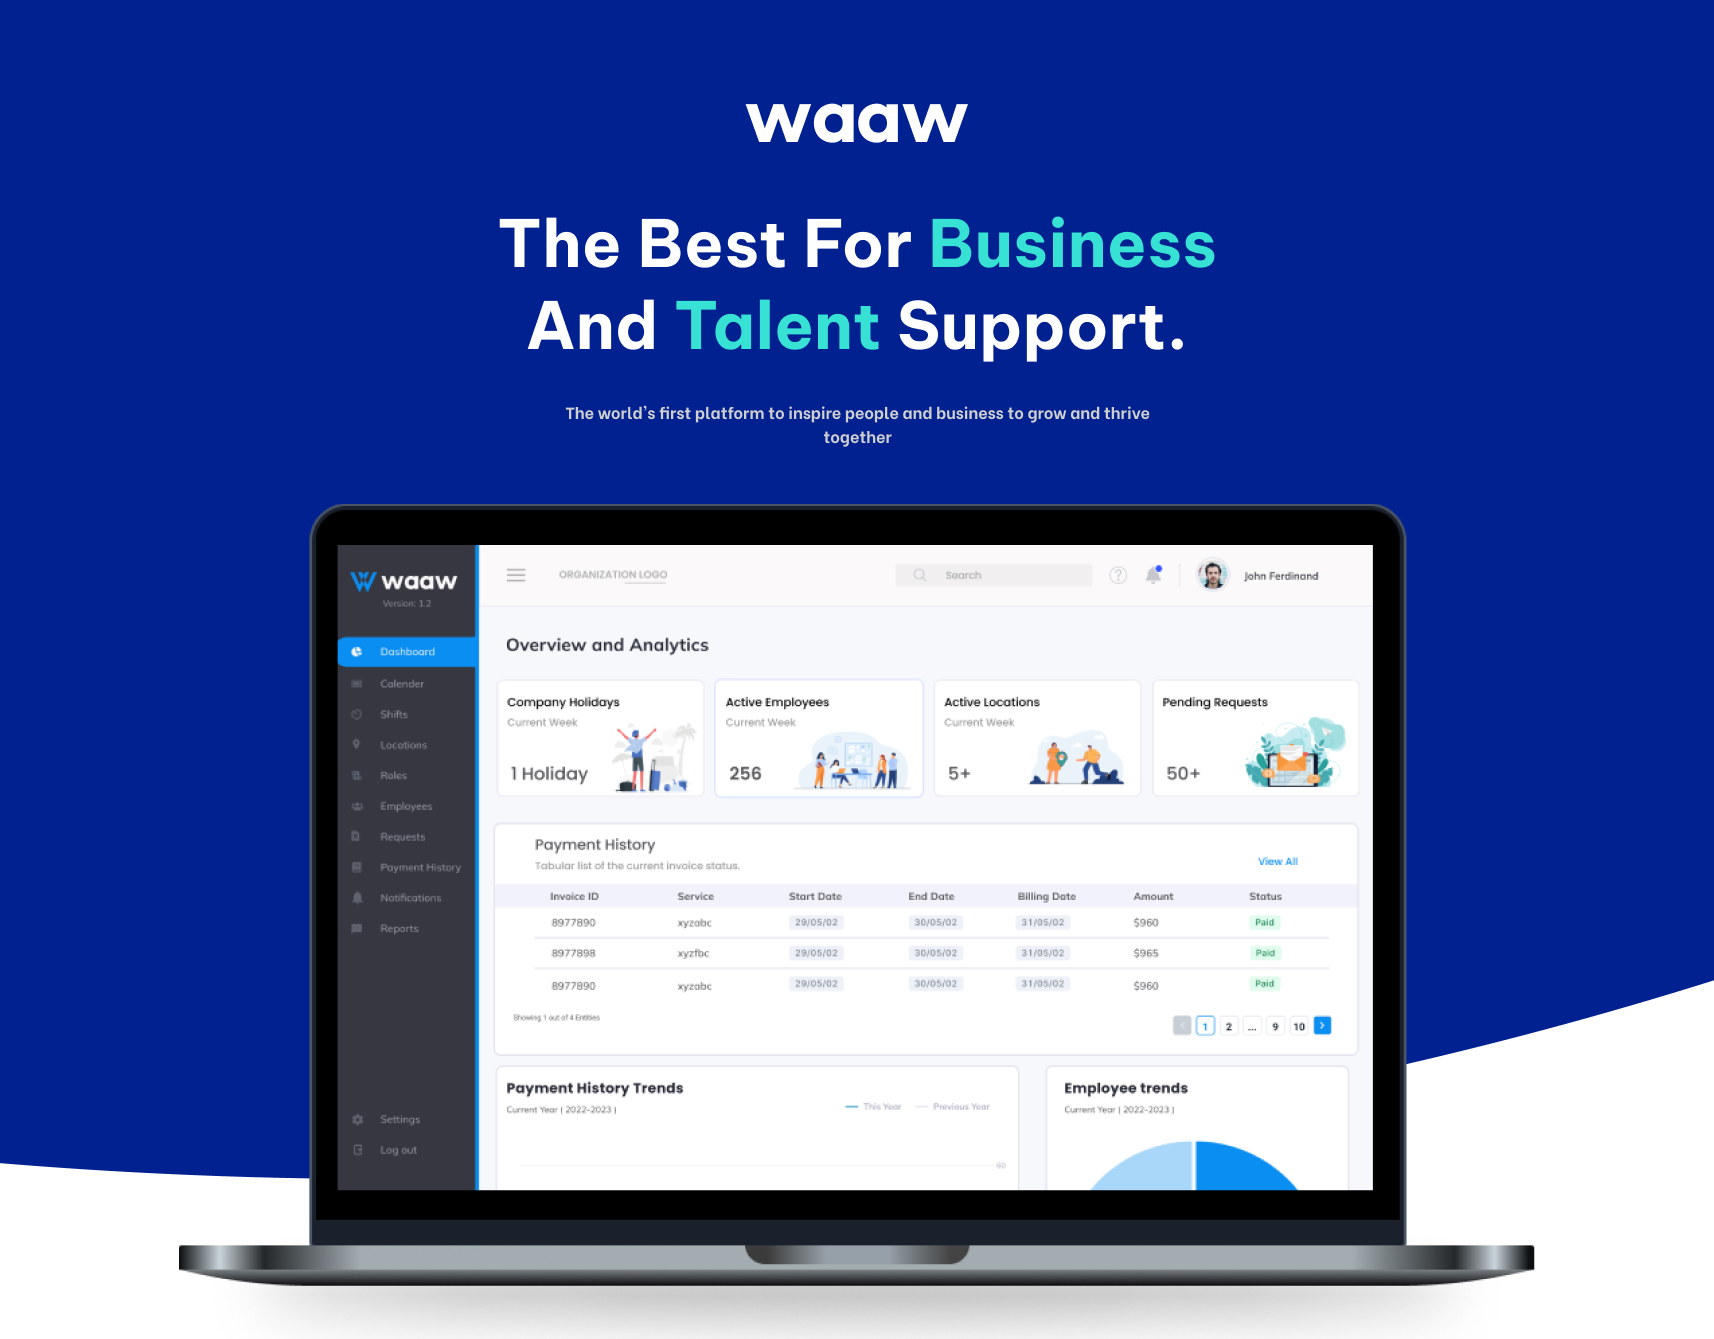 waaw
The Best For Business
And Talent Support.
The world's first platform to inspire people and business to grow and thrive
together
waaw
Version: 1.2
ORGANIZATION LOGO
Search
John Ferdinand
Dashboard
Calender
Shifts
Locations
Roles
Employees
Requests
Payment History
Notifications
Reports
Settings
Log out
Overview and Analytics
Company Holidays
Current Week
1 Holiday
Active Employees
Current Week
256
Active Locations
Current Week
5+
Pending Requests
50+
Payment History
Tabular list of the current invoice status.
View All
Invoice ID Service Start Date End Date Billing Date Amount Status
8977890 xyzabc 29/05/02 30/05/02 31/05/02 $960 Paid
8977898 xyzfbc 29/05/02 30/05/02 31/05/02 $965 Paid
8977890 xyzabc 29/05/02 30/05/02 31/05/02 $960 Paid
Showing 1 out of 4 Entities
< 1 2 ... 9 10 >
Payment History Trends
Current Year ( 2022-2023 )
This Year Previous Year
60
Employee trends
Current Year ( 2022-2023 )